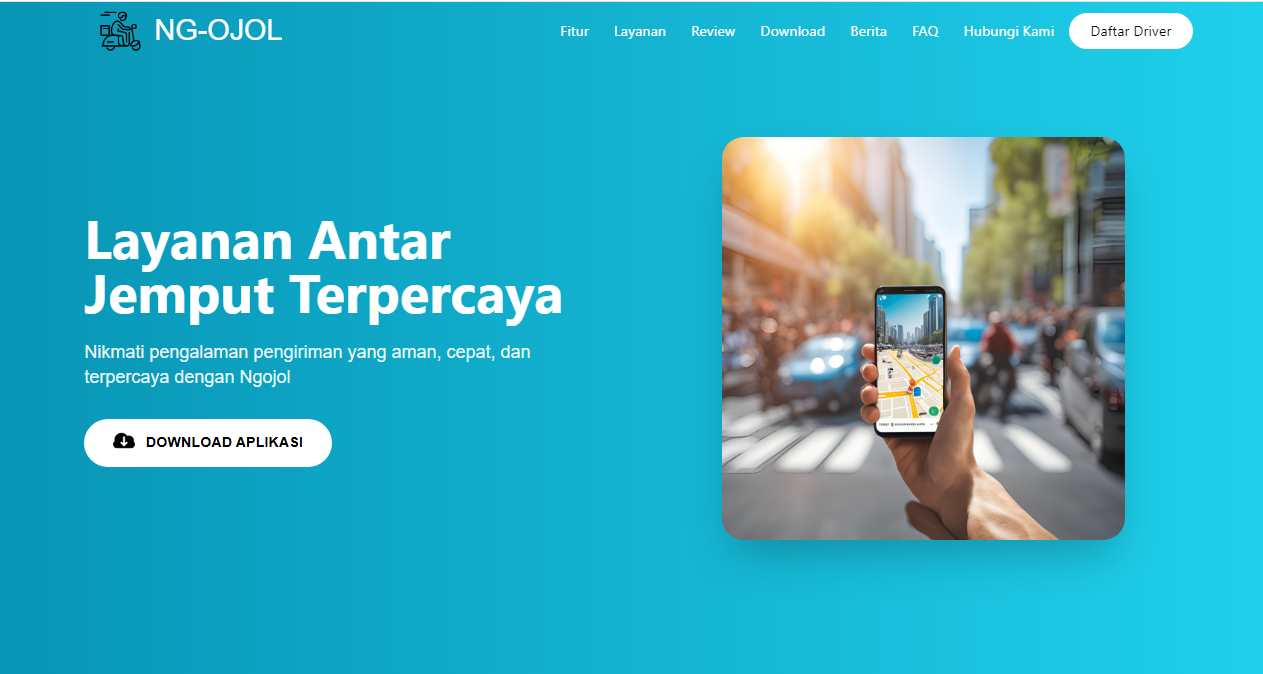 NG-OJOL
Fitur Layanan Review Download Berita FAQ Hubungi Kami Daftar Driver
Layanan Antar
Jemput Terpercaya
Nikmati pengalaman pengiriman yang aman, cepat, dan
terpercaya dengan Ngojol
DOWNLOAD APLIKASI